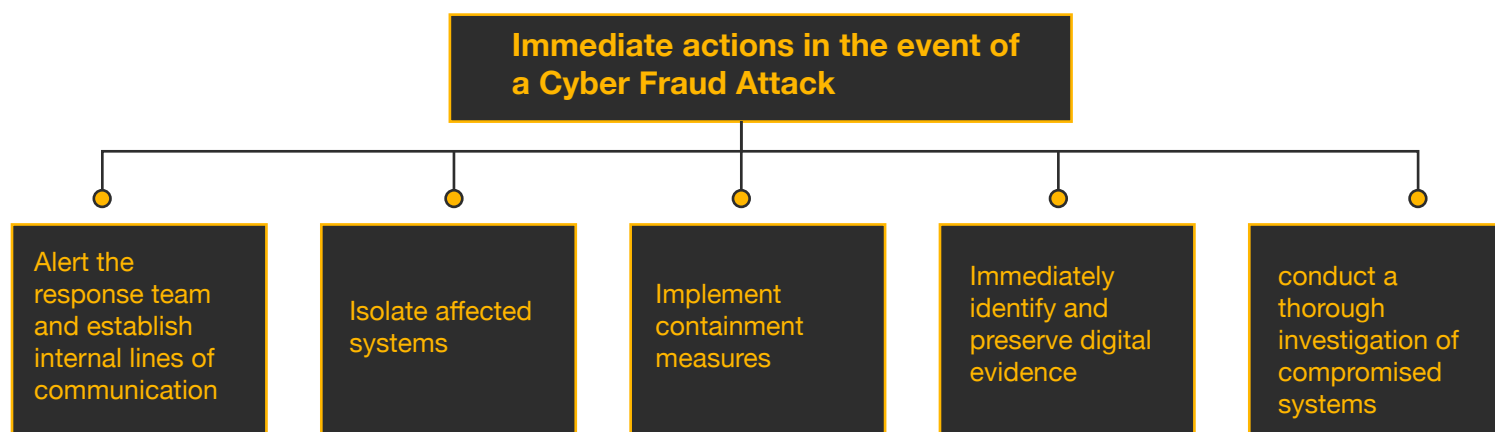 Immediate actions in the event of
a Cyber Fraud Attack
Alert the
response team
and establish
internal lines of
communication
Isolate affected
systems
Implement
containment
measures
Immediately
identify and
preserve digital
evidence
conduct a
thorough
investigation of
compromised
systems